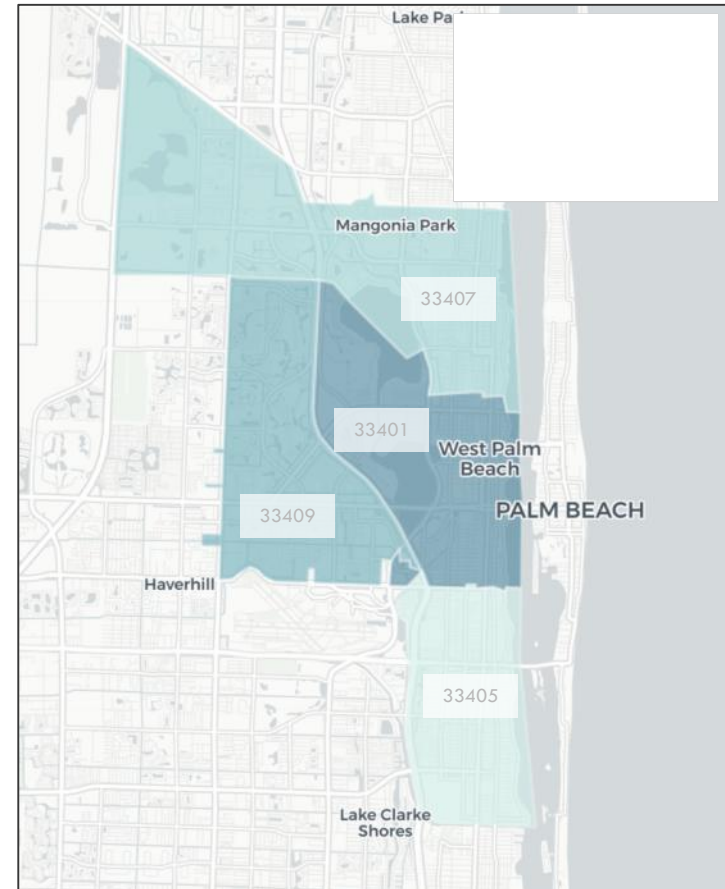 Lake Pa
Mangonia Park
33407
33401
West Palm
Beach
PALM BEACH
33409
Haverhill
33405
Lake Clarke
Shores